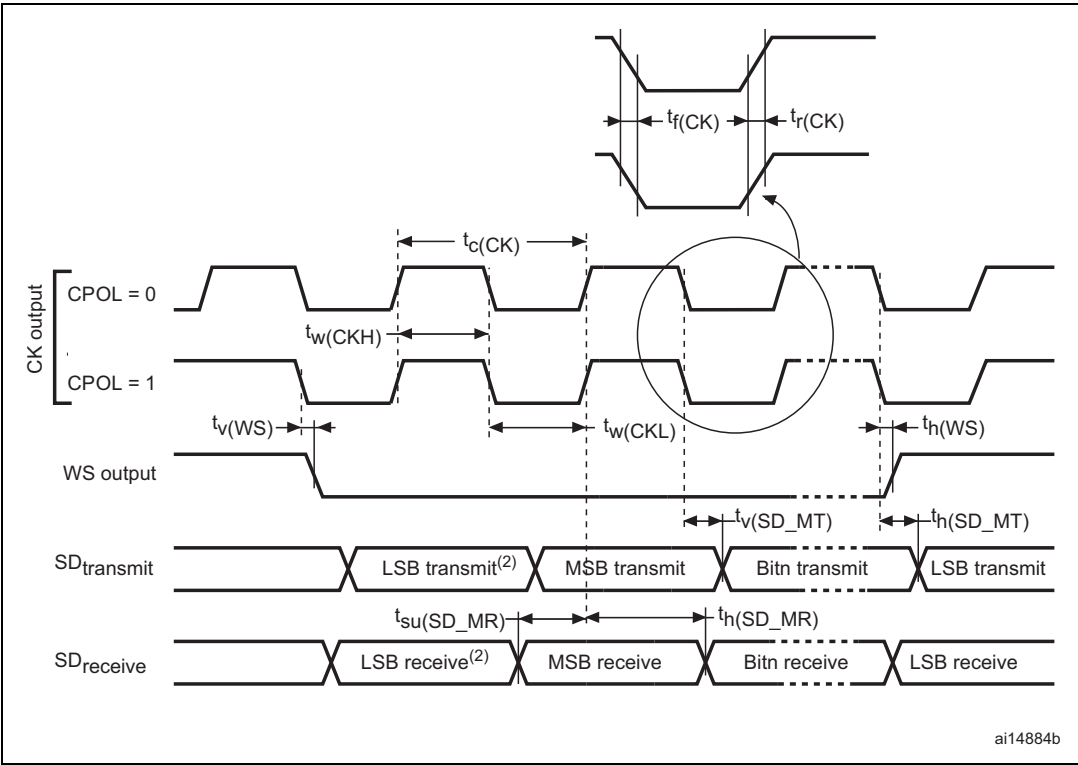 tf(CK)
tr(CK)
tc(CK)
CK output
CPOL = 0
tw(CKH)
CPOL = 1
tv(WS)
tw(CKL)
th(WS)
WS output
tv(SD_MT)
th(SD_MT)
SDtransmit
LSB transmit(2)
MSB transmit
Bitn transmit
LSB transmit
tsu(SD_MR)
th(SD_MR)
SDreceive
LSB receive(2)
MSB receive
Bitn receive
LSB receive
ai14884b